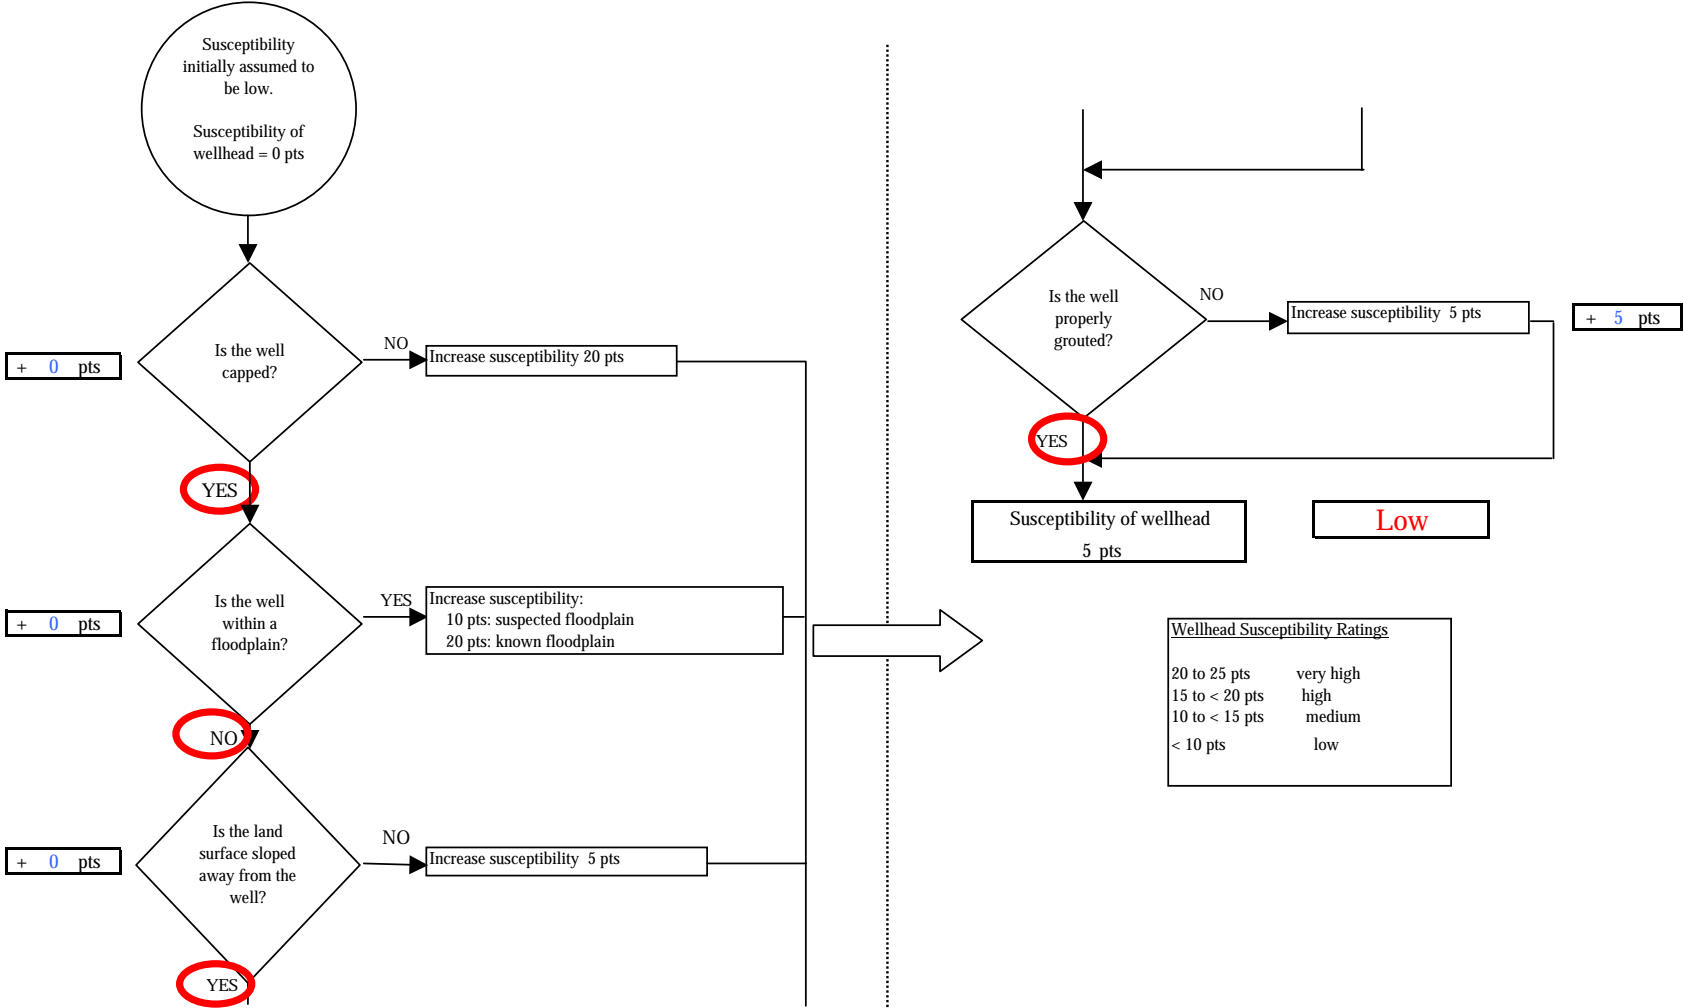 Susceptibility
initially assumed to
be low.
Susceptibility of
wellhead = 0 pts
Is the well
capped?
NO
Increase susceptibility 20 pts
+ 0 pts
YES
Is the well
within a
floodplain?
YES
Increase susceptibility:
10 pts: suspected floodplain
20 pts: known floodplain
+ 0 pts
NO
Is the land
surface sloped
away from the
well?
NO
Increase susceptibility 5 pts
+ 0 pts
YES
Is the well
properly
grouted?
NO
Increase susceptibility 5 pts
+ 5 pts
YES
Susceptibility of wellhead
5 pts
Low
Wellhead Susceptibility Ratings
20 to 25 pts very high
15 to < 20 pts high
10 to < 15 pts medium
< 10 pts low